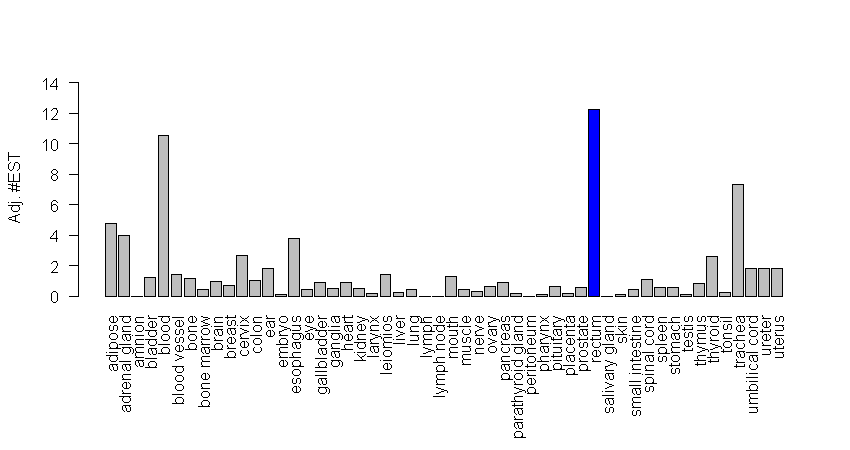 Adj. #EST
14
12
10
8
6
4
2
0
adipose
adrenal gland
amnion
bladder
blood
blood vessel
bone
bone marrow
brain
breast
cervix
colon
ear
embryo
esophagus
eye
gallbladder
ganglia
heart
kidney
larynx
leiomios
liver
lung
lymph
lymph node
mouth
muscle
nerve
ovary
pancreas
parathyroid gland
peritoneum
pharynx
pituitary
placenta
prostate
rectum
salivary gland
skin
small intestine
spinal cord
spleen
stomach
testis
thymus
thyroid
tonsil
trachea
umbilical cord
ureter
uterus